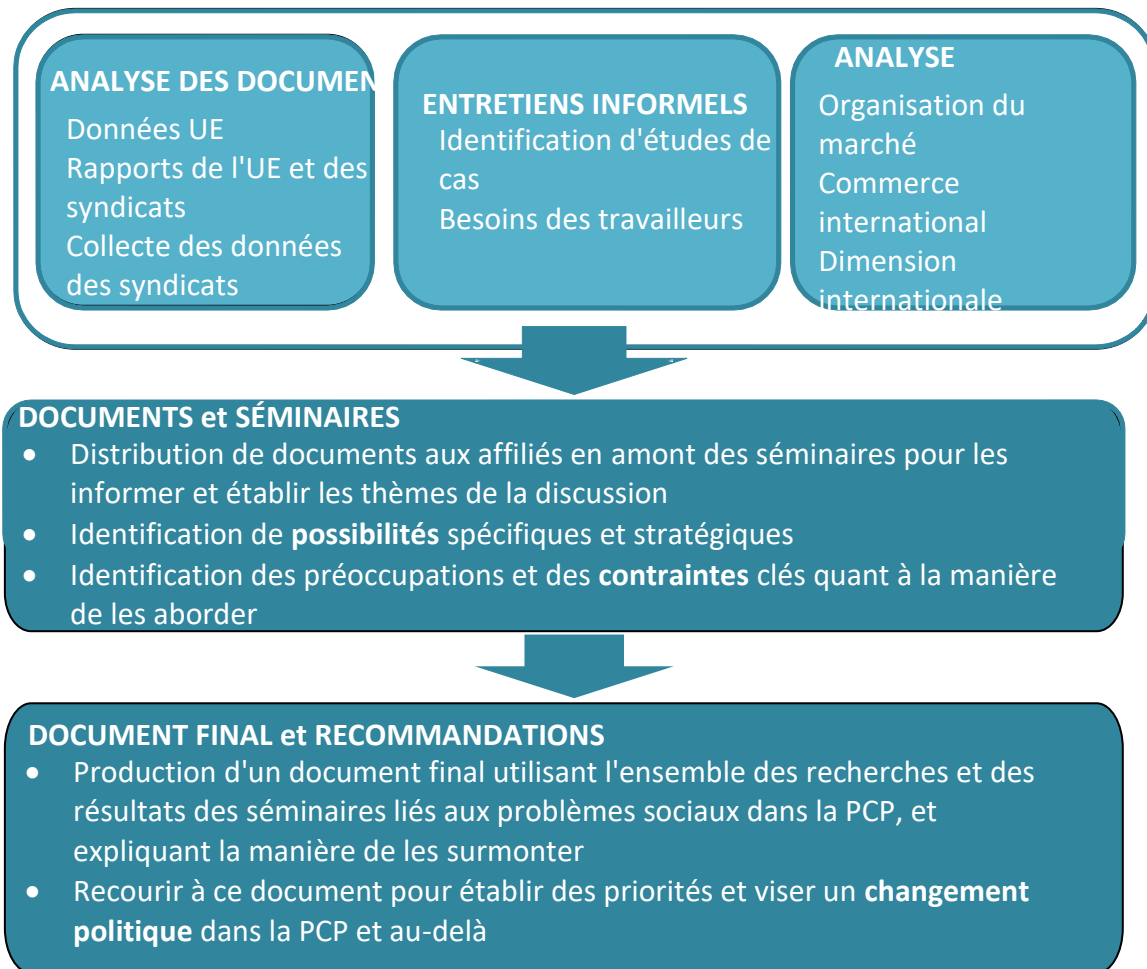 ANALYSE DES DOCUMEN
Données UE
Rapports de l'UE et des
syndicats
Collecte des données
des syndicats
ENTRETIENS INFORMELS
Identification d'études de
cas
Besoins des travailleurs
ANALYSE
Organisation du
marché
Commerce
international
Dimension
internationale
DOCUMENTS et SÉMINAIRES
• Distribution de documents aux affiliés en amont des séminaires pour les
informer et établir les thèmes de la discussion
• Identification de possibilités spécifiques et stratégiques
• Identification des préoccupations et des contraintes clés quant à la manière
de les aborder
DOCUMENT FINAL et RECOMMANDATIONS
• Production d'un document final utilisant l'ensemble des recherches et des
résultats des séminaires liés aux problèmes sociaux dans la PCP, et
expliquant la manière de les surmonter
• Recourir à ce document pour établir des priorités et viser un changement
politique dans la PCP et au-delà